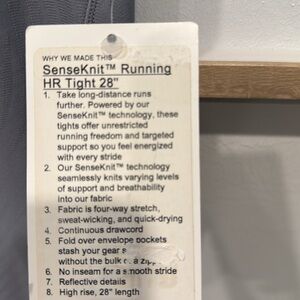 WHY WE MADE THIS
SenseKnit™ Running
HR Tight 28"
1. Take long-distance runs
further. Powered by our
SenseKnit™ technology, these
tights offer unrestricted
running freedom and targeted
support so you feel energized
with every stride
2. Our SenseKnit™ technology
seamlessly knits varying levels
of support and breathability
into our fabric
3. Fabric is four-way stretch,
sweat-wicking, and quick-drying
4. Continuous drawcord
5. Fold over envelope pockets
stash your gear
without the bulk of a
6. No inseam for a smooth stride
7. Reflective details
8. High rise, 28" length